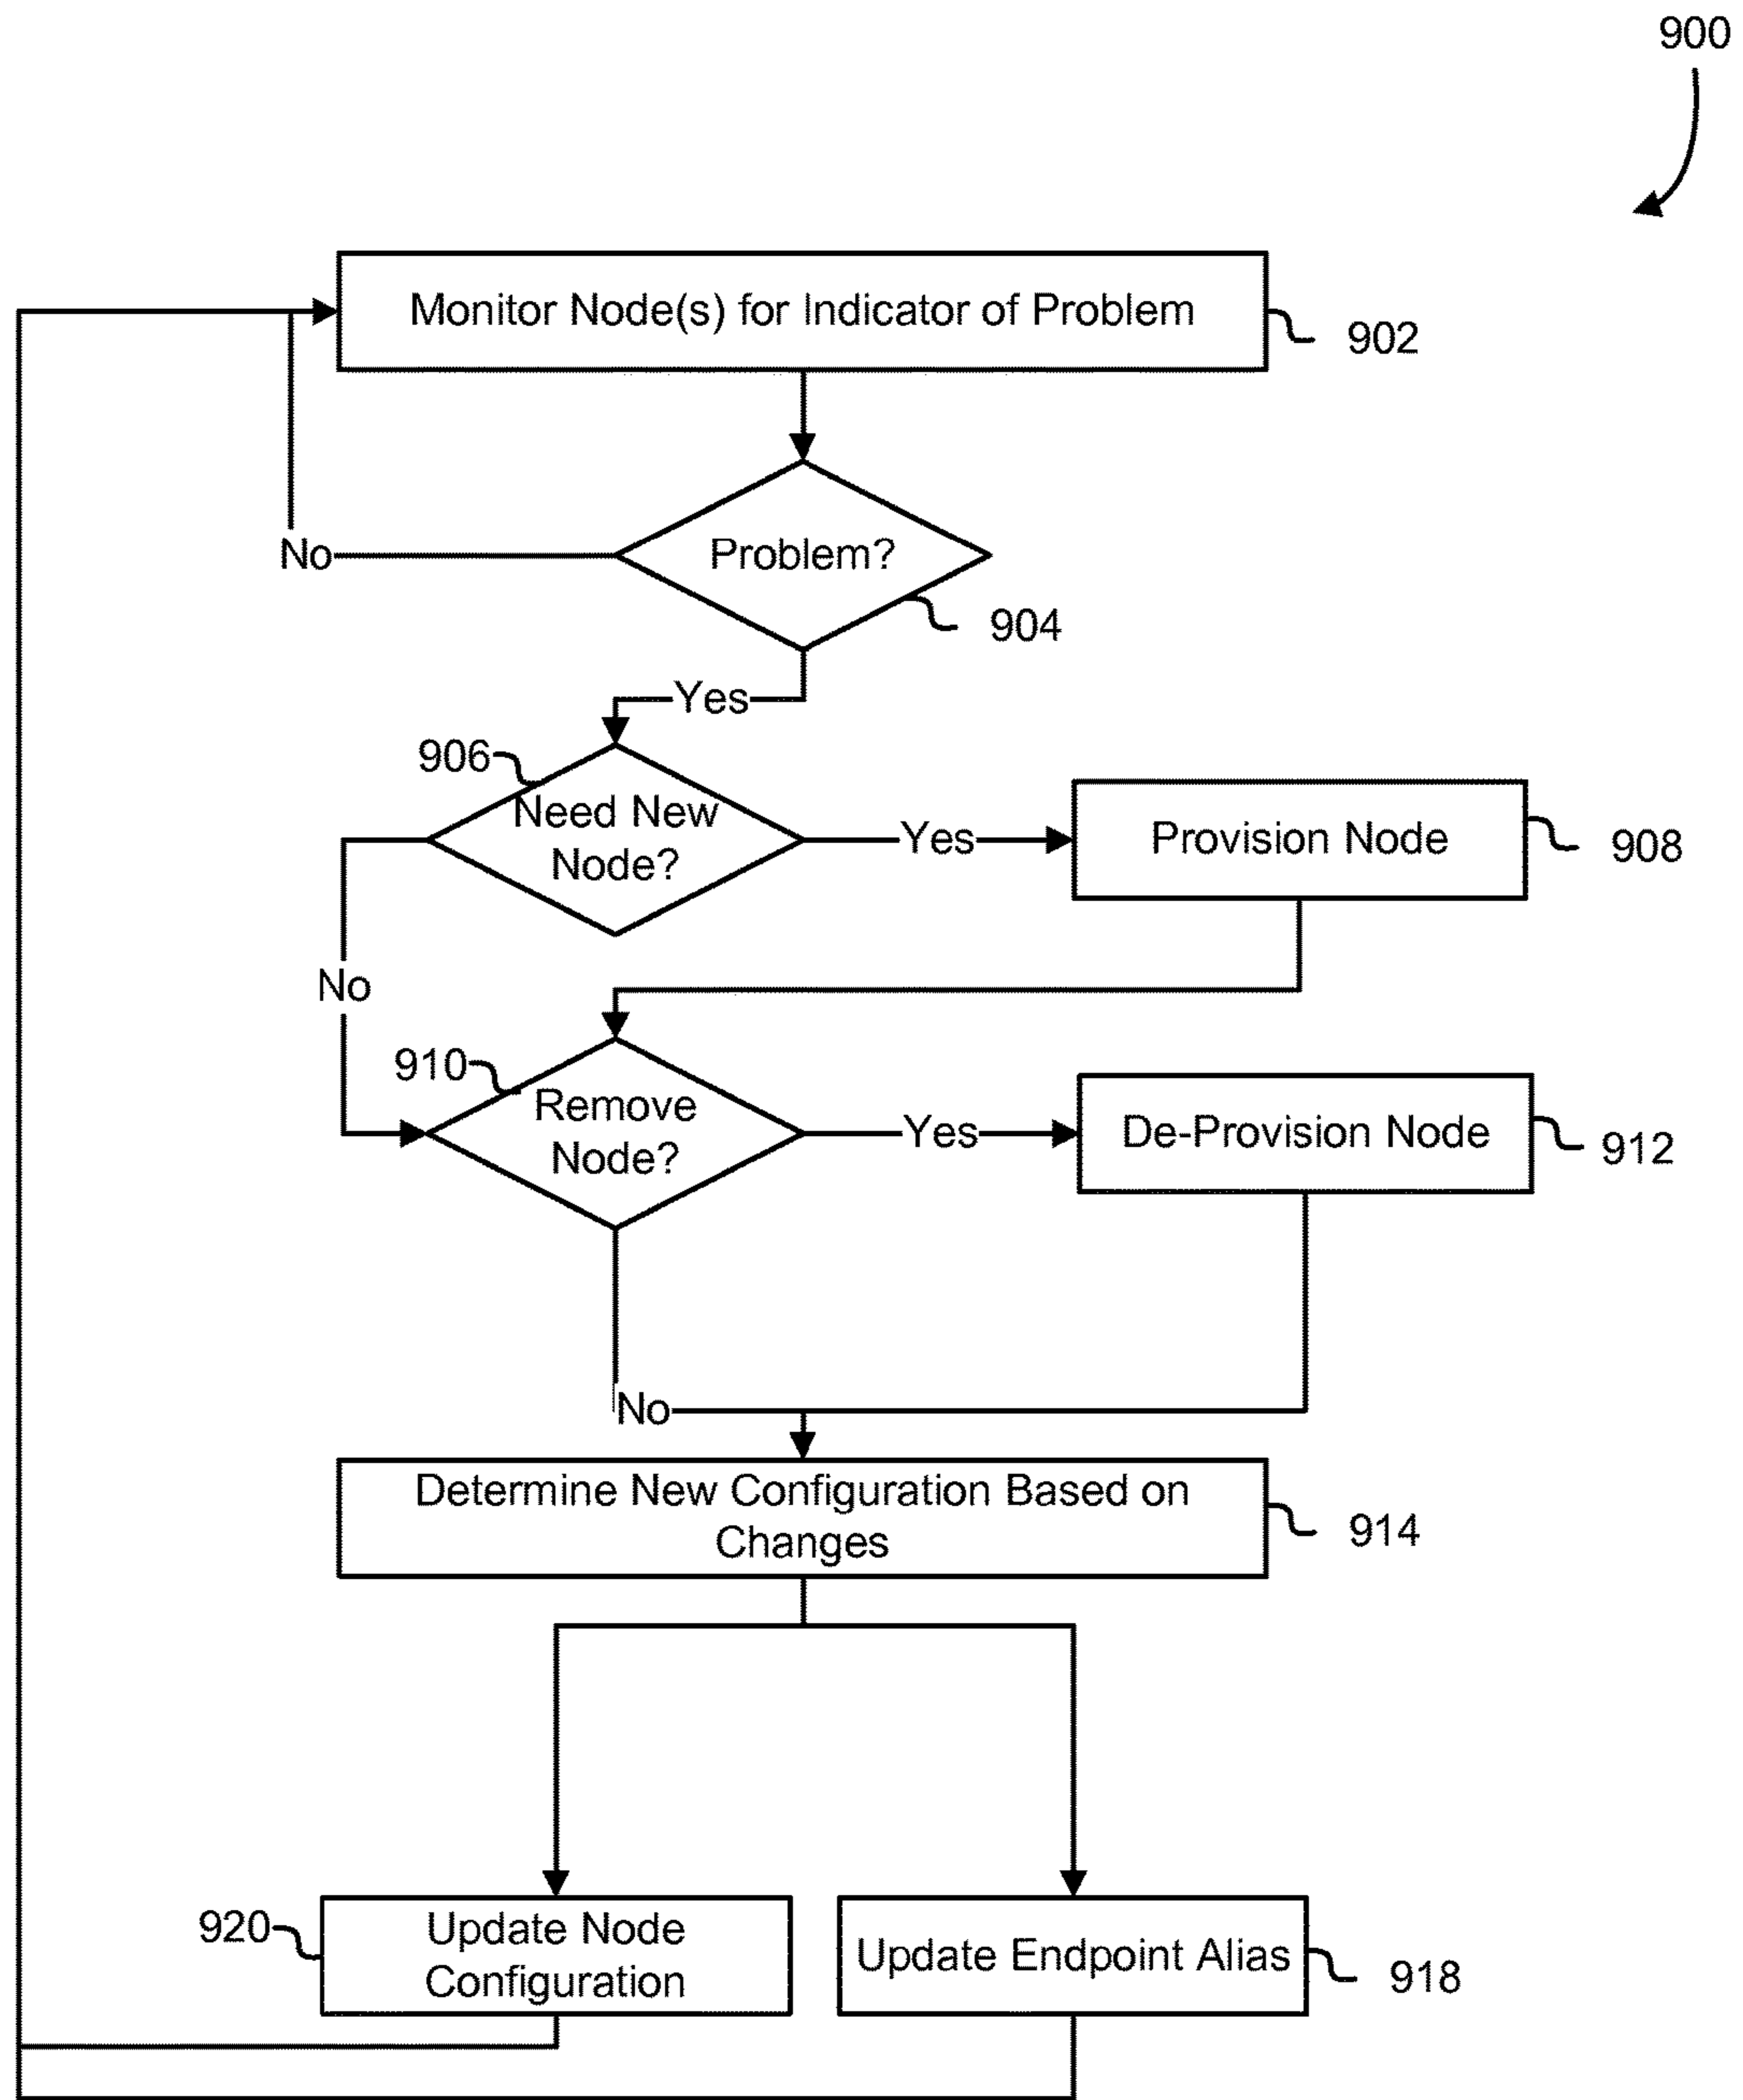 900
Monitor Node(s) for Indicator of Problem
902
Problem?
No
904
Yes
906
Need New
Node?
Yes
Provision Node
908
No
910
Remove
Node?
Yes
De-Provision Node
912
No
Determine New Configuration Based on
Changes
914
920
Update Node
Configuration
Update Endpoint Alias
918